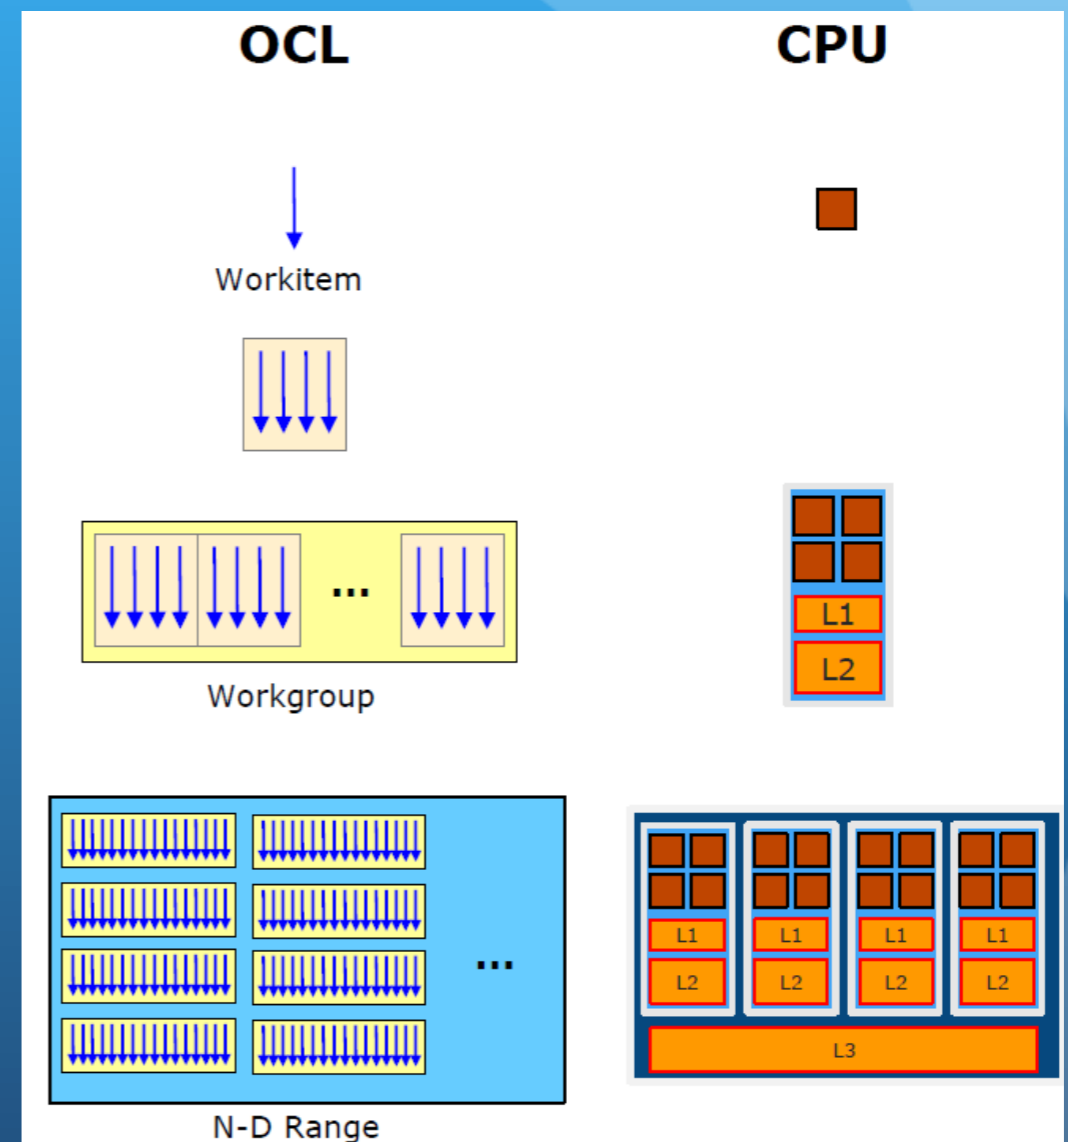 OCL CPU
Workitem
...
L1
L2
Workgroup
...
L1 L1 L1 L1
L2 L2 L2 L2
L3
N-D Range